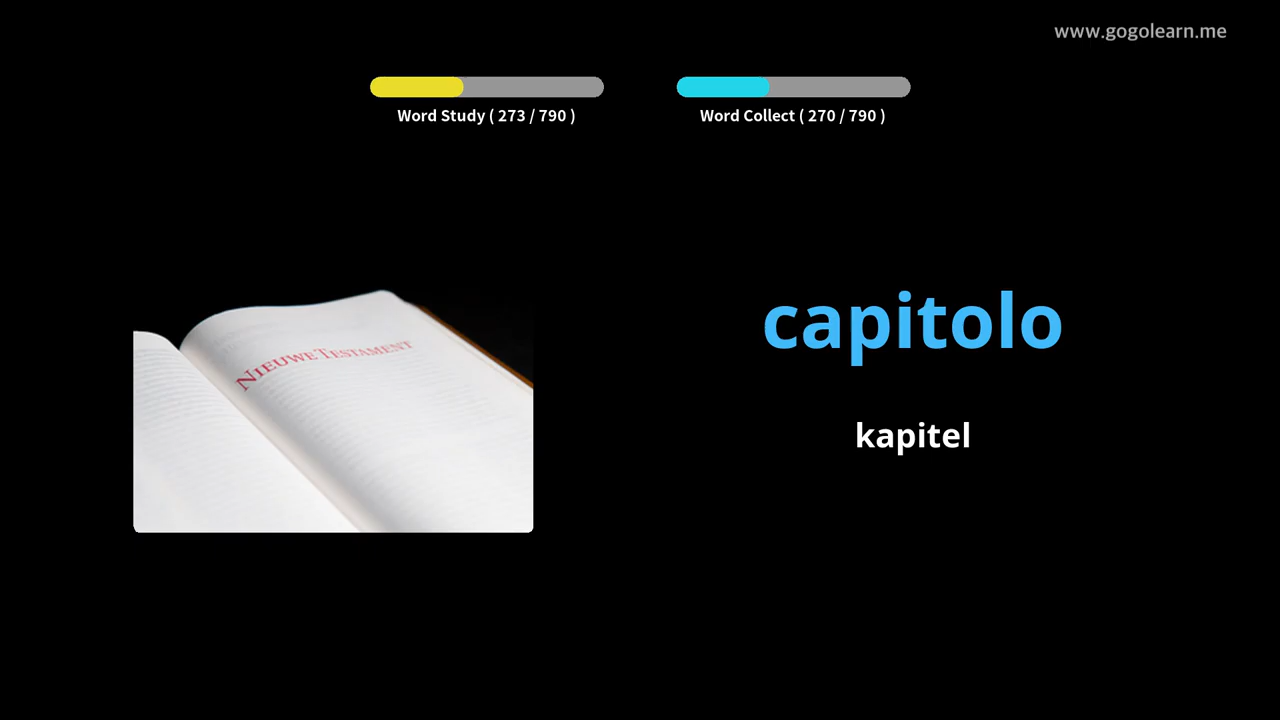 www.gogolearn.me
Word Study ( 273 / 790 )
Word Collect ( 270 / 790 )
NIEUWE TESTAMENT
capitolo
kapitel